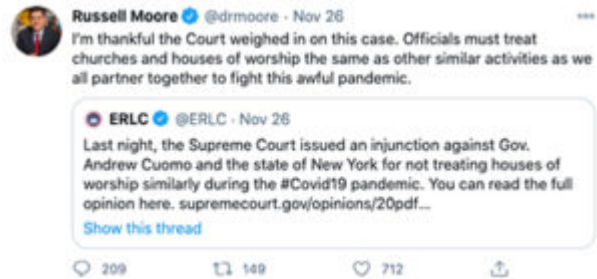 Russell Moore @drmoore · Nov 26
I'm thankful the Court weighed in on this case. Officials must treat
churches and houses of worship the same as other similar activities as we
all partner together to fight this awful pandemic.
ERLC @ERLC · Nov 26
Last night, the Supreme Court issued an injunction against Gov.
Andrew Cuomo and the state of New York for not treating houses of
worship similarly during the #Covid19 pandemic. You can read the full
opinion here. supremecourt.gov/opinions/20pdf...
Show this thread
209 149 712